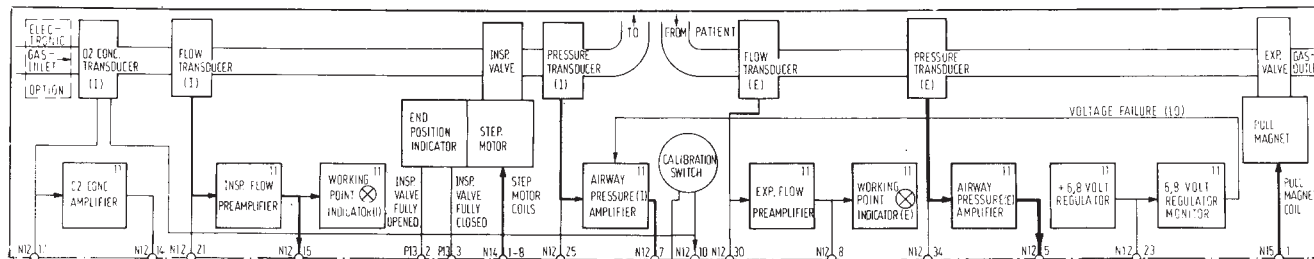 ELEC-
TRONIC
GAS-
INLET
OPTION
O2 CONC.
TRANSDUCER
(I)
FLOW
TRANSDUCER
(I)
INSP.
VALVE
PRESSURE
TRANSDUCER
(I)
TO
FROM
PATIENT
FLOW
TRANSDUCER
(E)
PRESSURE
TRANSDUCER
(E)
EXP.
VALVE
GAS-
OUTLET
END
POSITION
INDICATOR
STEP.
MOTOR
VOLTAGE FAILURE (LO)
PULL
MAGNET
11
O2 CONC
AMPLIFIER
11
INSP. FLOW
PREAMPLIFIER
11
WORKING
POINT
INDICATOR(I)
INSP.
VALVE
FULLY
OPENED
INSP.
VALVE
FULLY
CLOSED
STEP
MOTOR
COILS
11
AIRWAY
PRESSURE(I)
AMPLIFIER
CALIBRATION
SWITCH
11
EXP. FLOW
PREAMPLIFIER
11
WORKING
POINT
INDICATOR(E)
11
AIRWAY
PRESSURE(E)
AMPLIFIER
11
+6,8 VOLT
REGULATOR
11
6,8 VOLT
REGULATOR
MONITOR
PULL
MAGNET
COIL
N12
N12 14
N12 21
N12 15
P13 2
P13 3
N14 1-8
N12 25
N12 7
N12 10
N12 30
N12 8
N12 34
N12 5
N12 23
N15 1